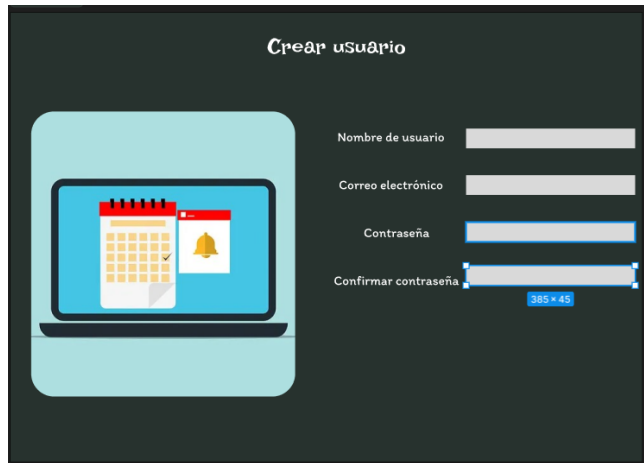 Crear usuario
Nombre de usuario
Correo electrónico
Contraseña
Confirmar contraseña
385 × 45